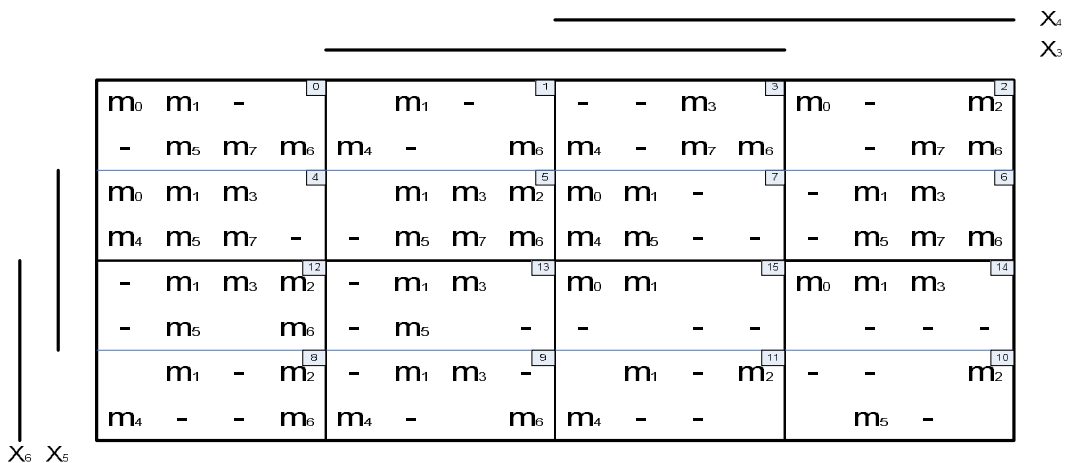 X₄
X₃
0 1 3 2
m₀ m₁ - m₁ - - - m₃ m₀ - m₂
- m₅ m₇ m₆ m₄ - m₆ m₄ - m₇ m₆ - m₇ m₆
4 5 7 6
m₀ m₁ m₃ m₁ m₃ m₂ m₀ m₁ - - m₁ m₃
m₄ m₅ m₇ - - m₅ m₇ m₆ m₄ m₅ - - - m₅ m₇ m₆
12 13 15 14
- m₁ m₃ m₂ - m₁ m₃ m₀ m₁ m₀ m₁ m₃
- m₅ m₆ - m₅ - - - - - - -
8 9 11 10
m₁ - m₂ - m₁ m₃ - m₁ - m₂ - - m₂
m₄ - - m₆ m₄ - m₆ m₄ - - m₅ -
X₆ X₅